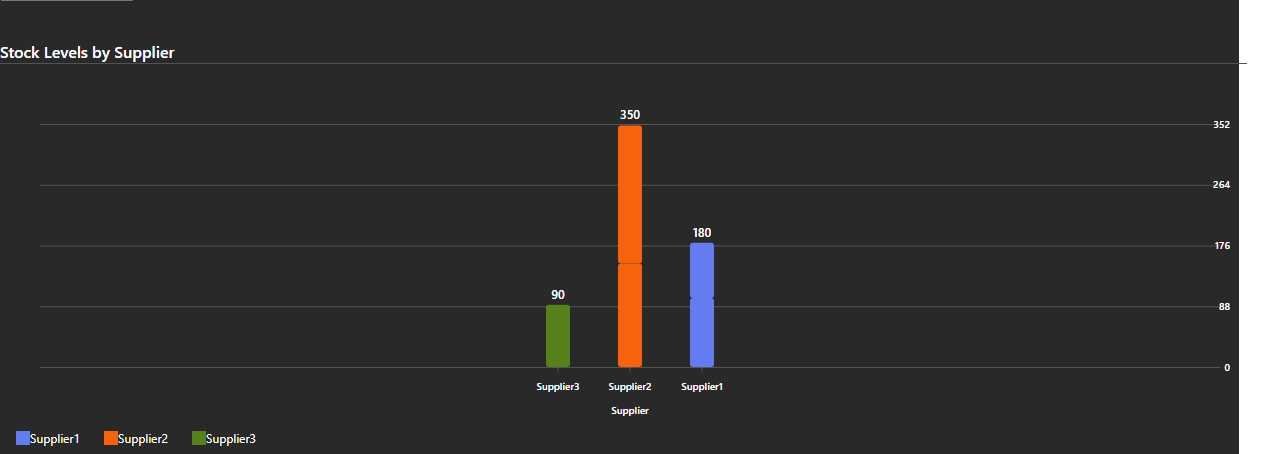 Stock Levels by Supplier
350
352
264
180
176
90
88
0
Supplier3 Supplier2 Supplier1
Supplier
Supplier1 Supplier2 Supplier3